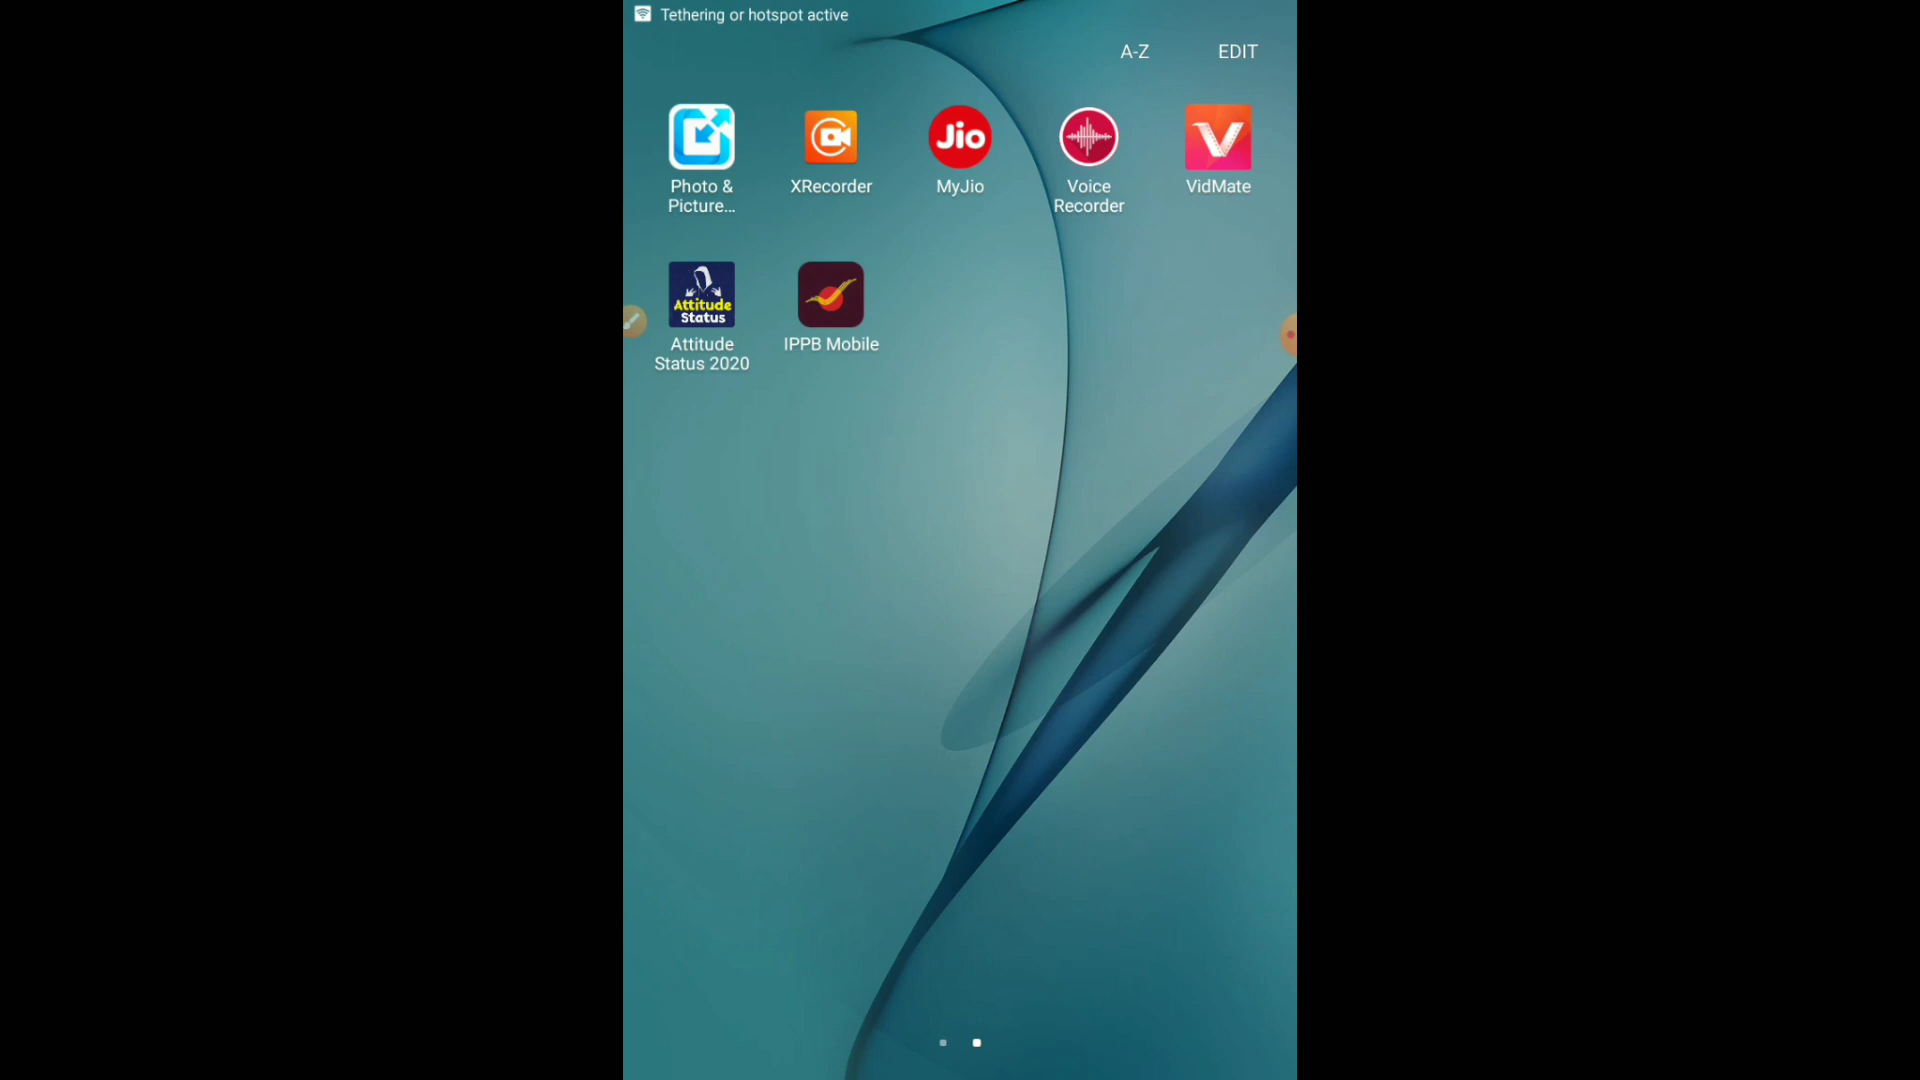 Tethering or hotspot active
A-Z
EDIT
Photo &
Picture...
XRecorder
Jio
MyJio
Voice
Recorder
VidMate
Attitude
Status
Attitude
Status 2020
IPPB Mobile